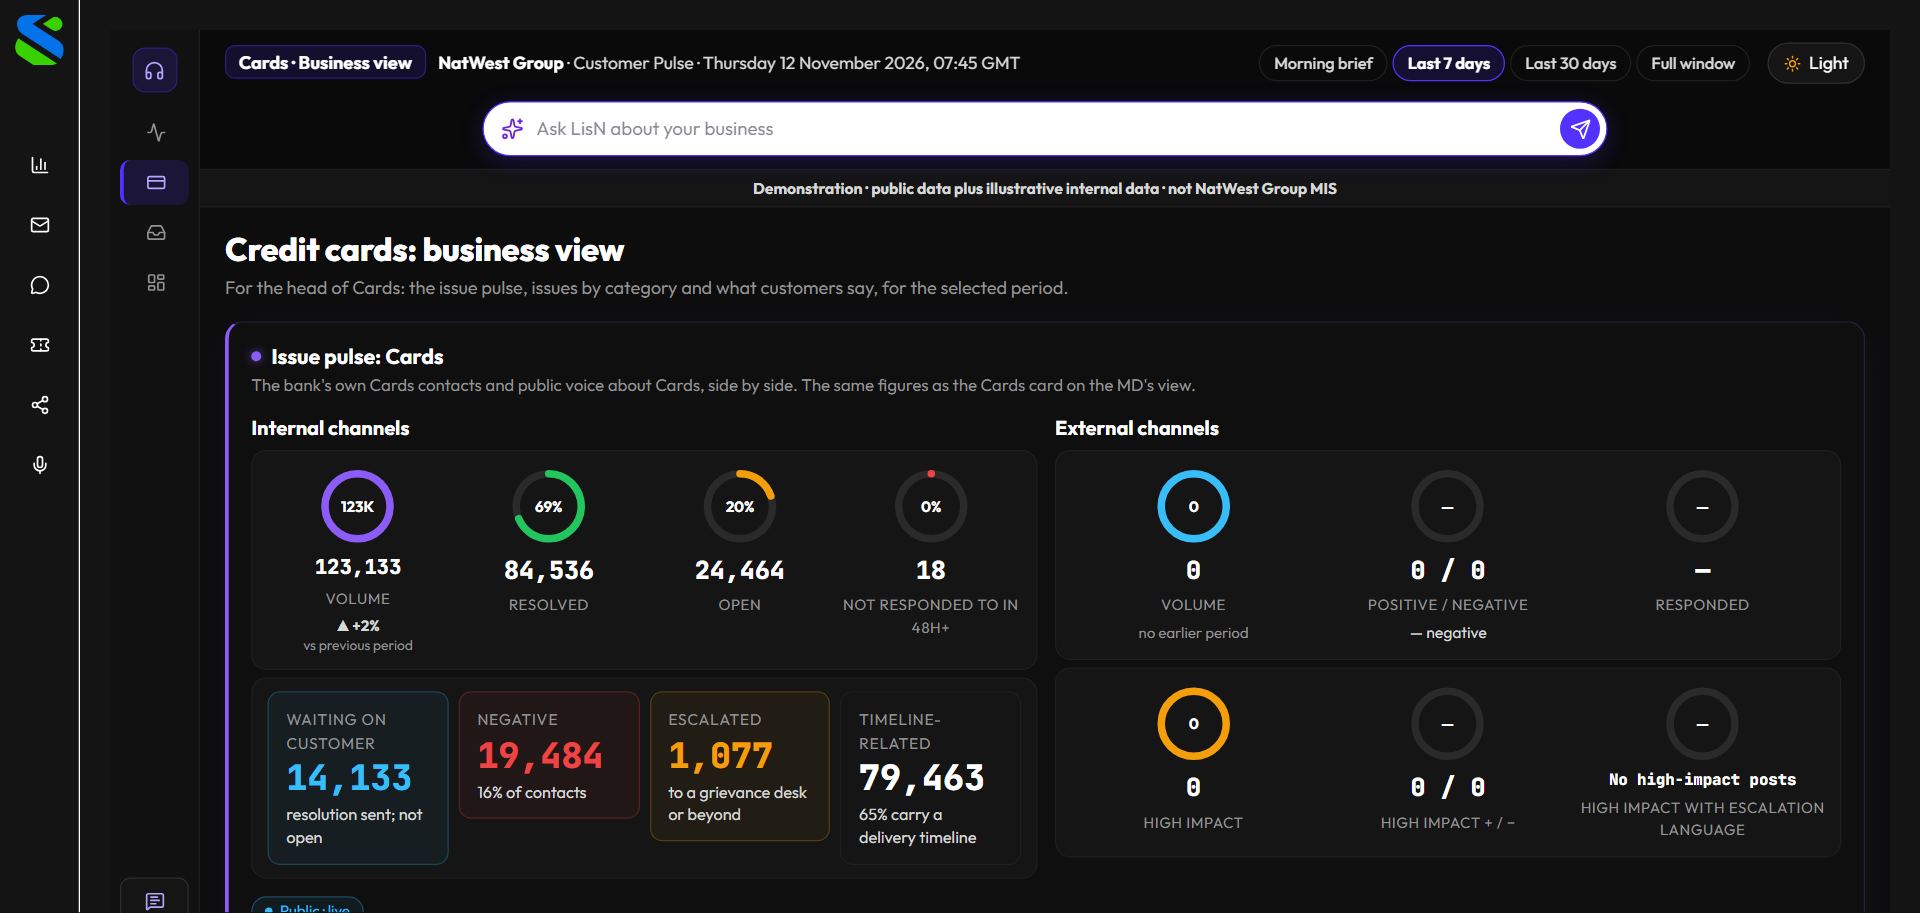 Cards · Business view
NatWest Group · Customer Pulse · Thursday 12 November 2026, 07:45 GMT
Morning brief
Last 7 days
Last 30 days
Full window
Light
Ask LisN about your business
Demonstration · public data plus illustrative internal data · not NatWest Group MIS
Credit cards: business view
For the head of Cards: the issue pulse, issues by category and what customers say, for the selected period.
Issue pulse: Cards
The bank's own Cards contacts and public voice about Cards, side by side. The same figures as the Cards card on the MD's view.
Internal channels
123K
69%
20%
0%
123,133
84,536
24,464
18
VOLUME
RESOLVED
OPEN
NOT RESPONDED TO IN
48H+
▲ +2%
vs previous period
WAITING ON
CUSTOMER
14,133
resolution sent; not
open
NEGATIVE
19,484
16% of contacts
ESCALATED
1,077
to a grievance desk
or beyond
TIMELINE-
RELATED
79,463
65% carry a
delivery timeline
External channels
0
–
–
0
0 / 0
–
VOLUME
POSITIVE / NEGATIVE
RESPONDED
no earlier period
– negative
0
–
–
0
0 / 0
No high-impact posts
HIGH IMPACT
HIGH IMPACT + / −
HIGH IMPACT WITH ESCALATION
LANGUAGE
Public · live